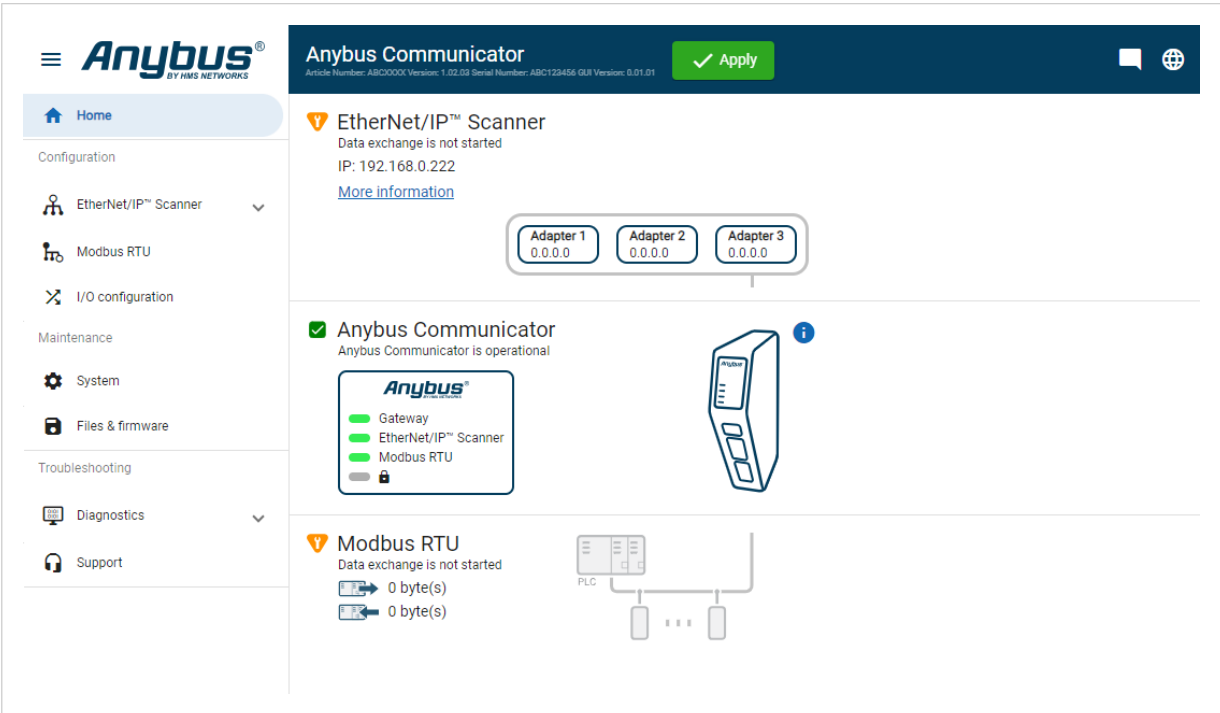 Anybus®
BY HMS NETWORKS
Anybus Communicator
Article Number: ABCXXXX Version: 1.02.03 Serial Number: ABC123456 GUI Version: 0.01.01
Apply
Home
Configuration
EtherNet/IP™ Scanner
Modbus RTU
I/O configuration
Maintenance
System
Files & firmware
Troubleshooting
Diagnostics
Support
EtherNet/IP™ Scanner
Data exchange is not started
IP: 192.168.0.222
More information
Adapter 1
0.0.0.0
Adapter 2
0.0.0.0
Adapter 3
0.0.0.0
Anybus Communicator
Anybus Communicator is operational
Anybus®
BY HMS NETWORKS
Gateway
EtherNet/IP™ Scanner
Modbus RTU
Anybus
Modbus RTU
Data exchange is not started
0 byte(s)
0 byte(s)
PLC